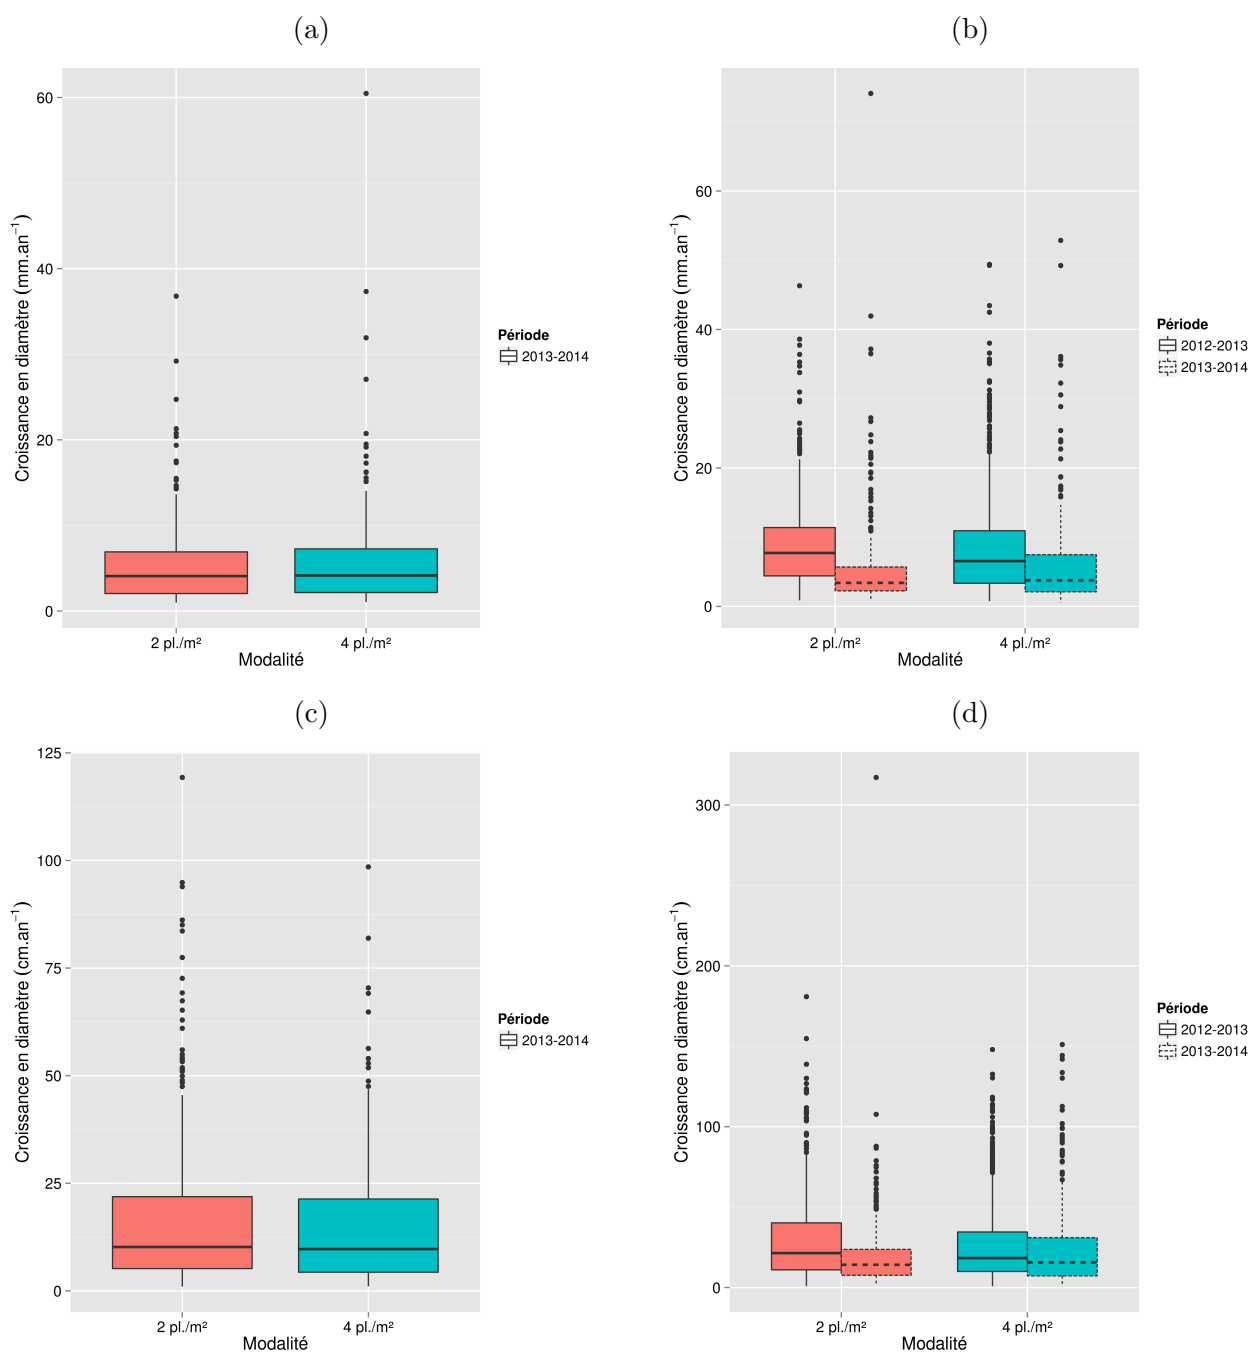 (a)
60
40
20
0
Croissance en diamètre (mm.an⁻¹)
2 pl./m²
4 pl./m²
Modalité
Période
2013-2014
(b)
60
40
20
0
Croissance en diamètre (mm.an⁻¹)
2 pl./m²
4 pl./m²
Modalité
Période
2012-2013
2013-2014
(c)
125
100
75
50
25
0
Croissance en diamètre (cm.an⁻¹)
2 pl./m²
4 pl./m²
Modalité
Période
2013-2014
(d)
300
200
100
0
Croissance en diamètre (cm.an⁻¹)
2 pl./m²
4 pl./m²
Modalité
Période
2012-2013
2013-2014